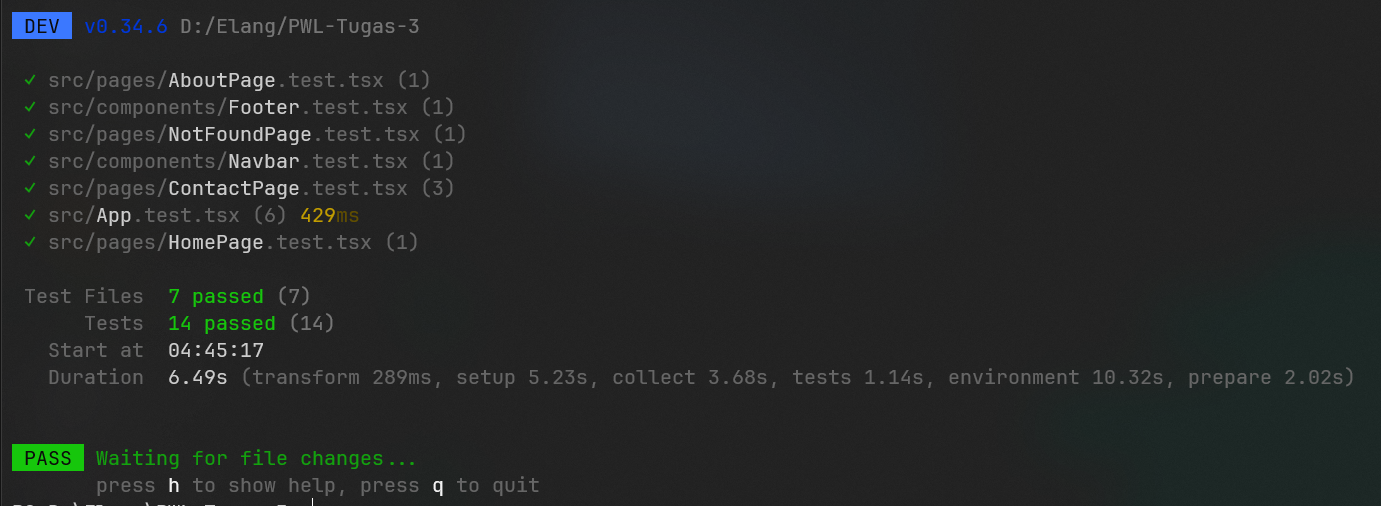 DEV v0.34.6 D:/Elang/PWL-Tugas-3
✓ src/pages/AboutPage.test.tsx (1)
✓ src/components/Footer.test.tsx (1)
✓ src/pages/NotFoundPage.test.tsx (1)
✓ src/components/Navbar.test.tsx (1)
✓ src/pages/ContactPage.test.tsx (3)
✓ src/App.test.tsx (6) 429ms
✓ src/pages/HomePage.test.tsx (1)
Test Files 7 passed (7)
Tests 14 passed (14)
Start at 04:45:17
Duration 6.49s (transform 289ms, setup 5.23s, collect 3.68s, tests 1.14s, environment 10.32s, prepare 2.02s)
PASS Waiting for file changes...
press h to show help, press q to quit